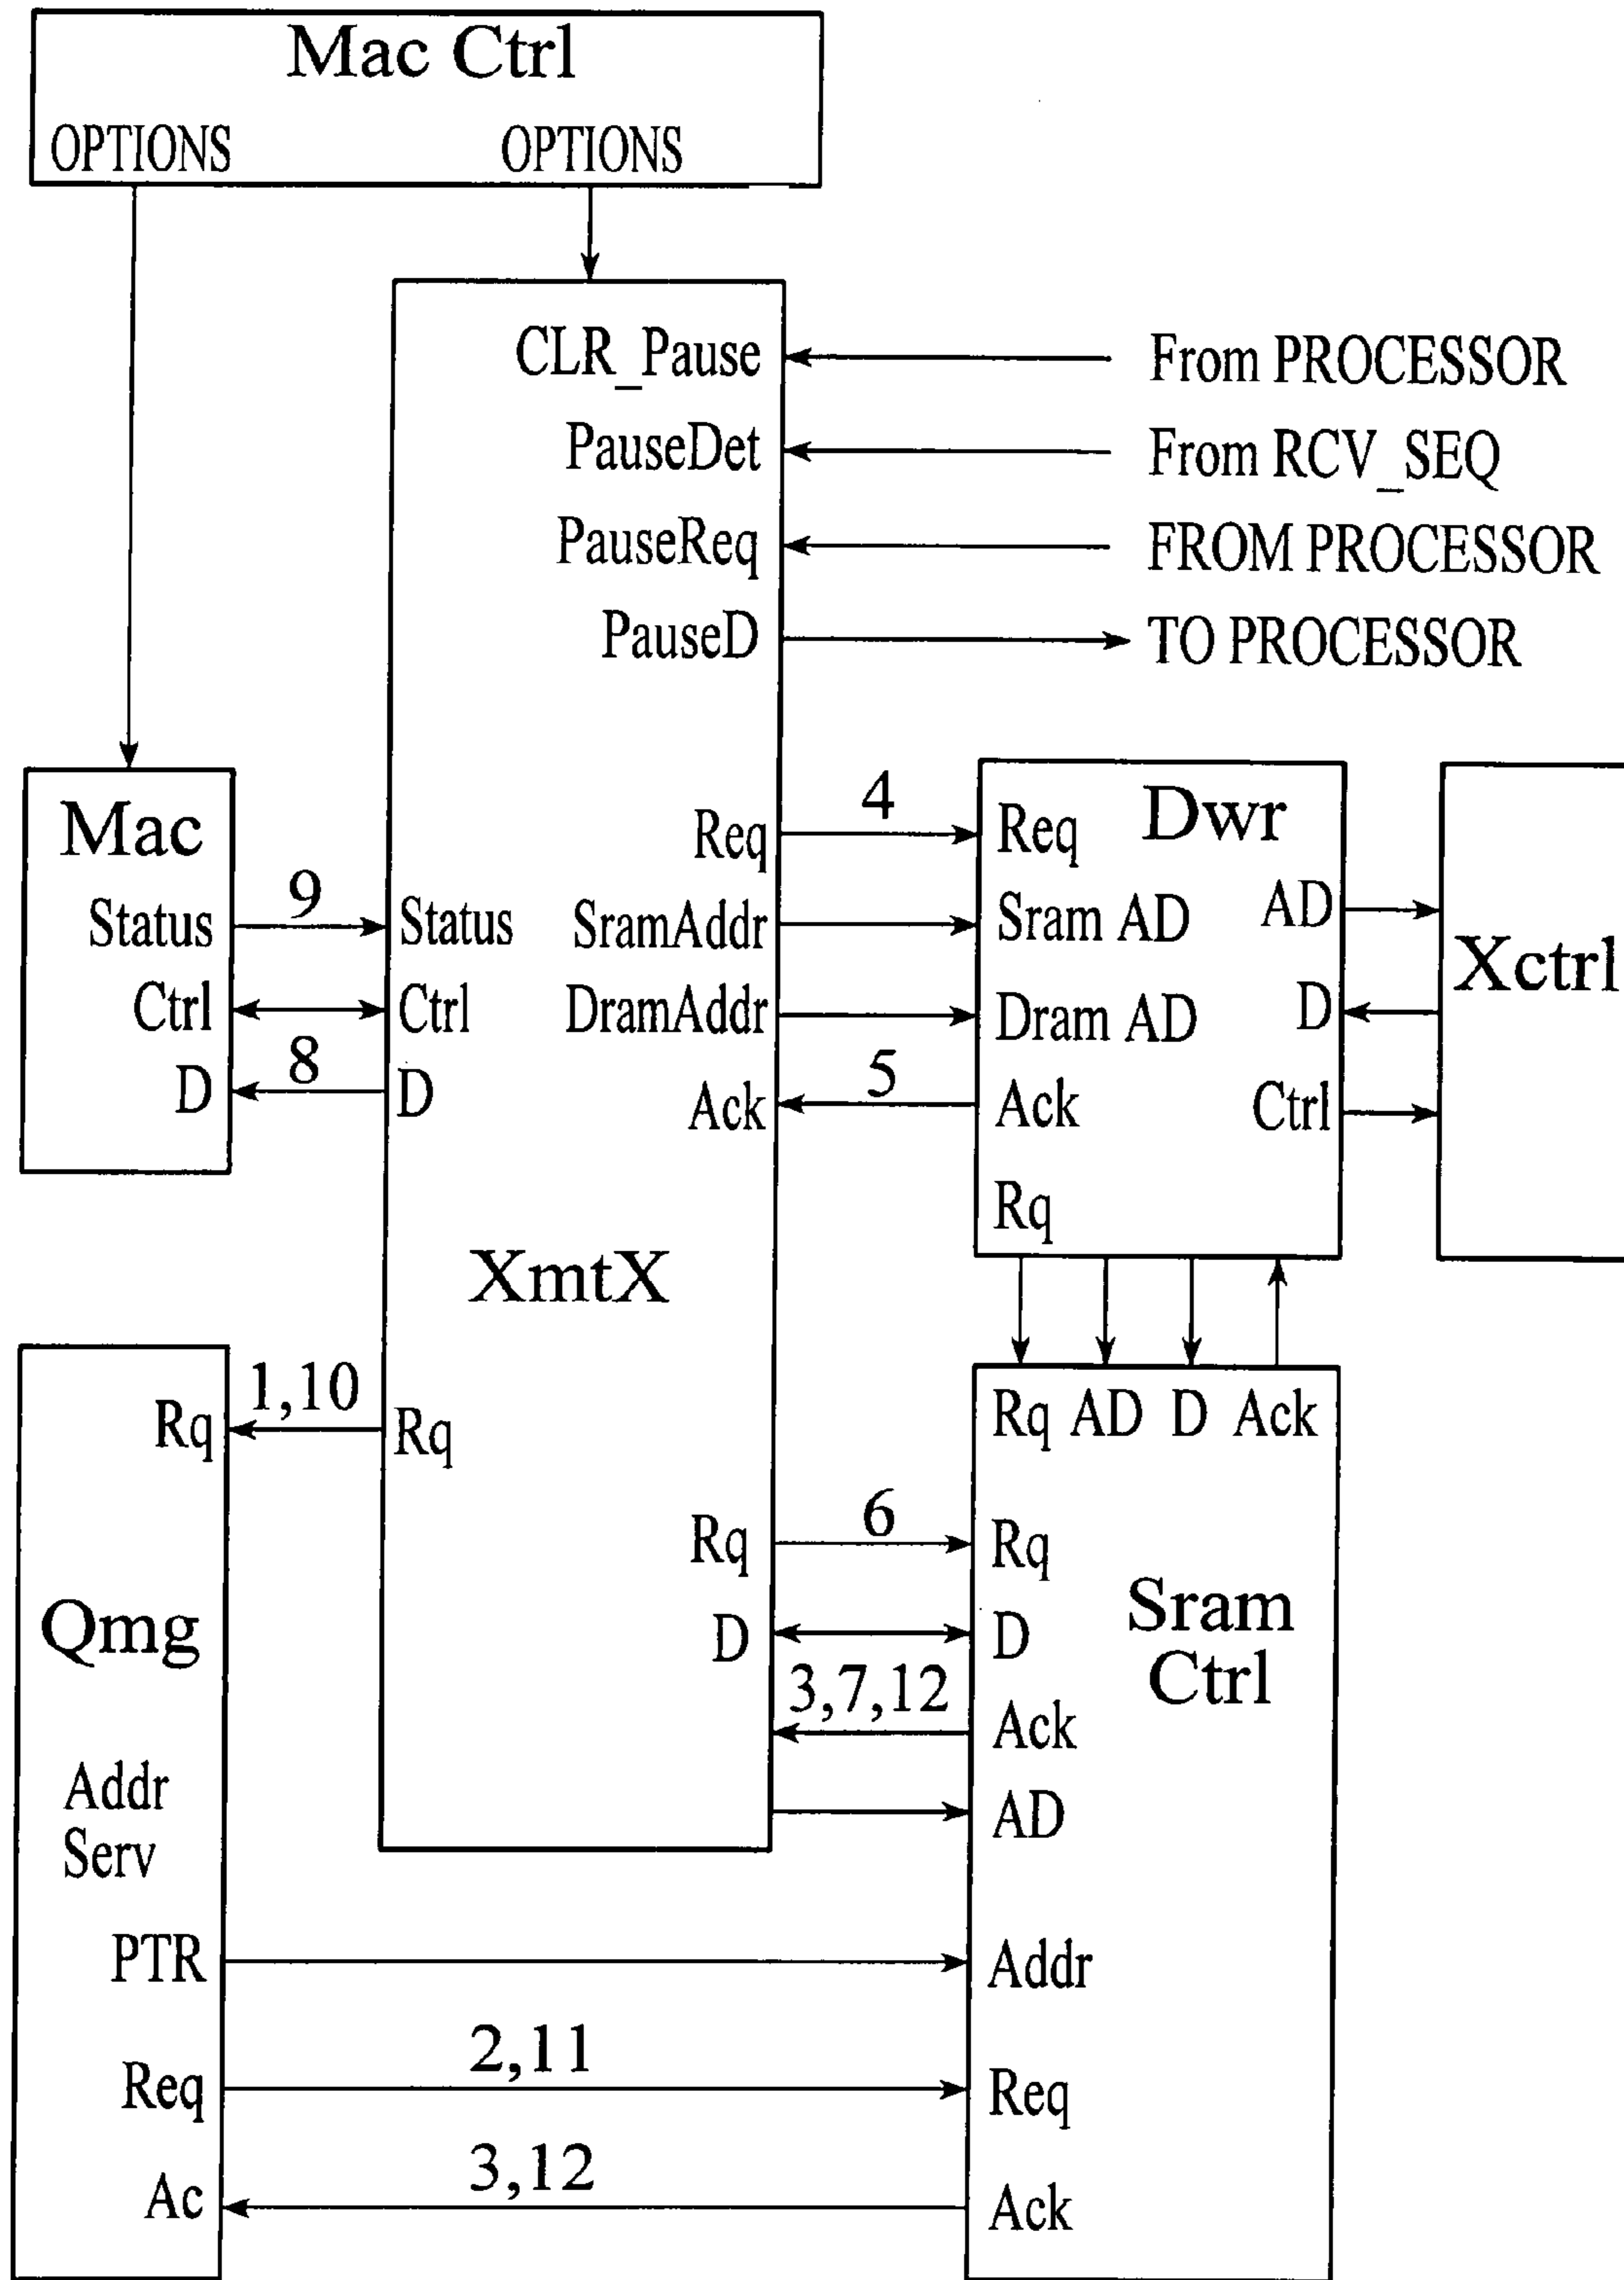 Mac Ctrl
OPTIONS OPTIONS
CLR_Pause From PROCESSOR
PauseDet From RCV_SEQ
PauseReq FROM PROCESSOR
PauseD TO PROCESSOR
Mac
Status 9 Status
Ctrl Ctrl
D 8 D
Req 4 Req
SramAddr Sram AD
DramAddr Dram AD
Ack 5 Ack
Rq
Dwr
AD
D
Ctrl
Xctrl
XmtX
Rq 1,10 Rq
Qmg
Addr
Serv
PTR
Req
Ac
Rq AD D Ack
Rq 6 Rq
D D
3,7,12 Ack
AD
Sram
Ctrl
Addr
2,11 Req
3,12 Ack